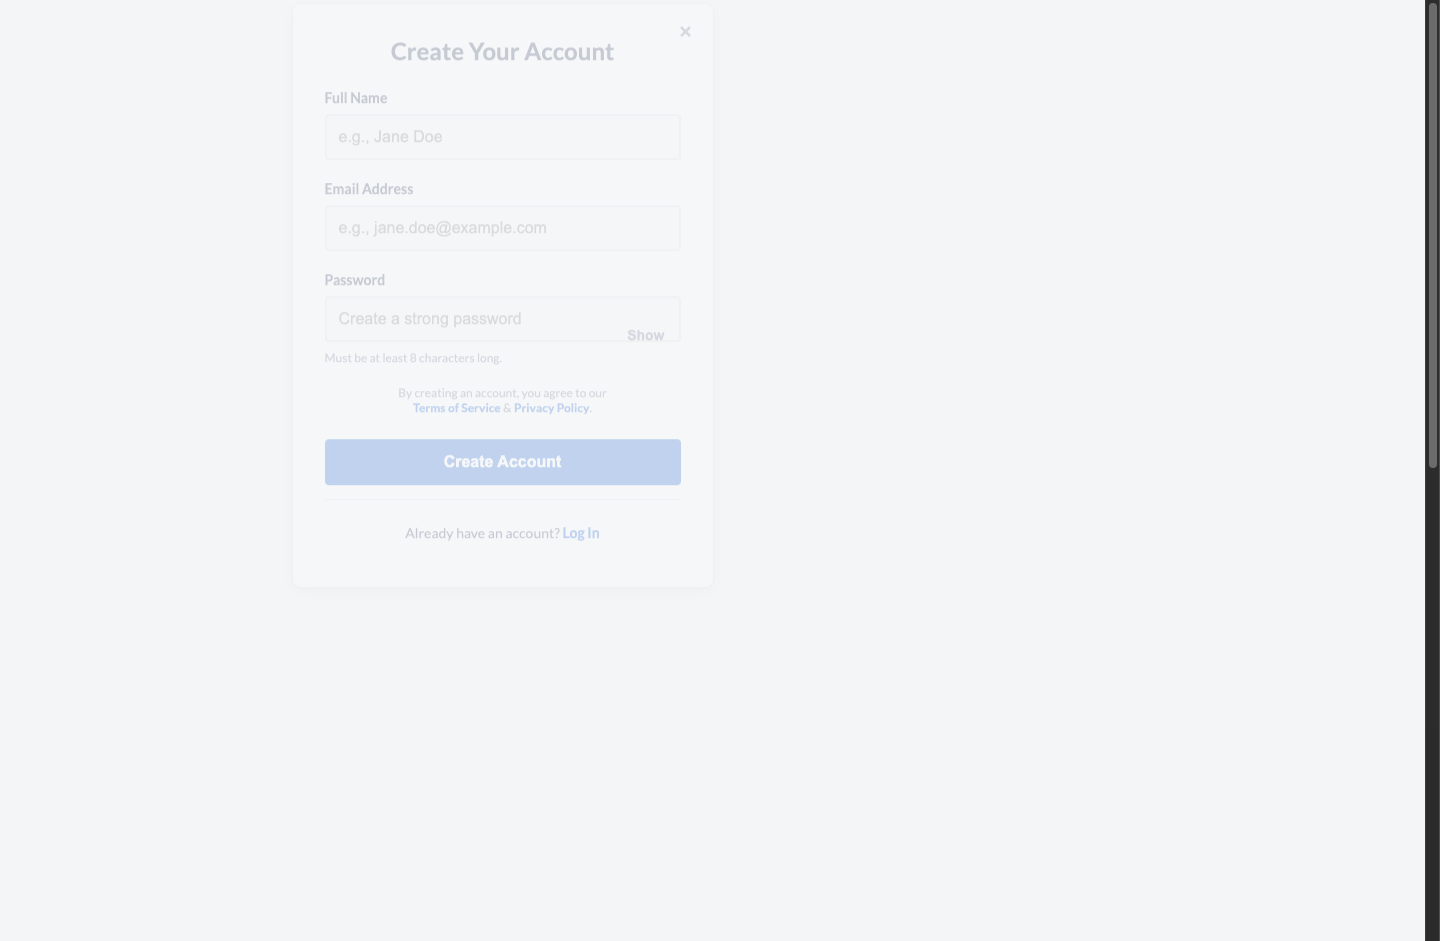 ×
Create Your Account
Full Name
e.g., Jane Doe
Email Address
e.g., jane.doe@example.com
Password
Create a strong password
Show
Must be at least 8 characters long.
By creating an account, you agree to our
Terms of Service & Privacy Policy.
Create Account
Already have an account? Log In